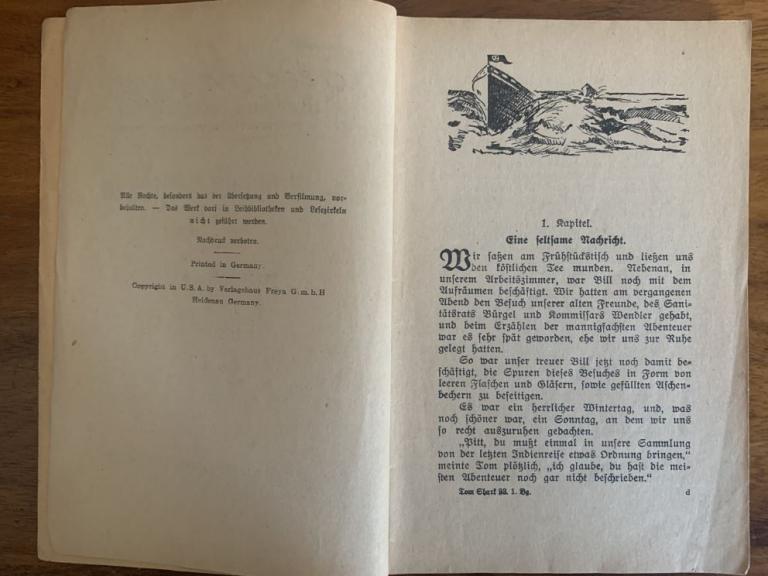 Alle Rechte, besonders das der Übersetzung und Verfilmung, vor-
behalten. — Das Werk darf in Leihbibliotheken und Lesezirkeln
nicht geführt werden.
Nachdruck verboten.
Printed in Germany.
Copyright in U.S.A. by Verlagshaus Freya G.m.b.H
Heidenau Germany.
1. Kapitel.
Eine seltsame Nachricht.
Wir saßen am Frühstückstisch und ließen uns
den köstlichen Tee munden. Nebenan, in
unserem Arbeitszimmer, war Bill noch mit dem
Aufräumen beschäftigt. Wir hatten am vergangenen
Abend den Besuch unserer alten Freunde, des Sani-
tätsrats Bürgel und Kommissars Wendler gehabt,
und beim Erzählen der mannigfachsten Abenteuer
war es sehr spät geworden, ehe wir uns zur Ruhe
gelegt hatten.
So war unser treuer Bill jetzt noch damit be-
schäftigt, die Spuren dieses Besuches in Form von
leeren Flaschen und Gläsern, sowie gefüllten Aschen-
bechern zu beseitigen.
Es war ein herrlicher Wintertag, und, was
noch schöner war, ein Sonntag, an dem wir uns
so recht auszuruhen gedachten.
„Pitt, du mußt einmal in unsere Sammlung
von der letzten Indienreise etwas Ordnung bringen,“
meinte Tom plötzlich, „ich glaube, du hast die mei-
sten Abenteuer noch gar nicht beschrieben.“
Tom Shark 1. Bg.
d